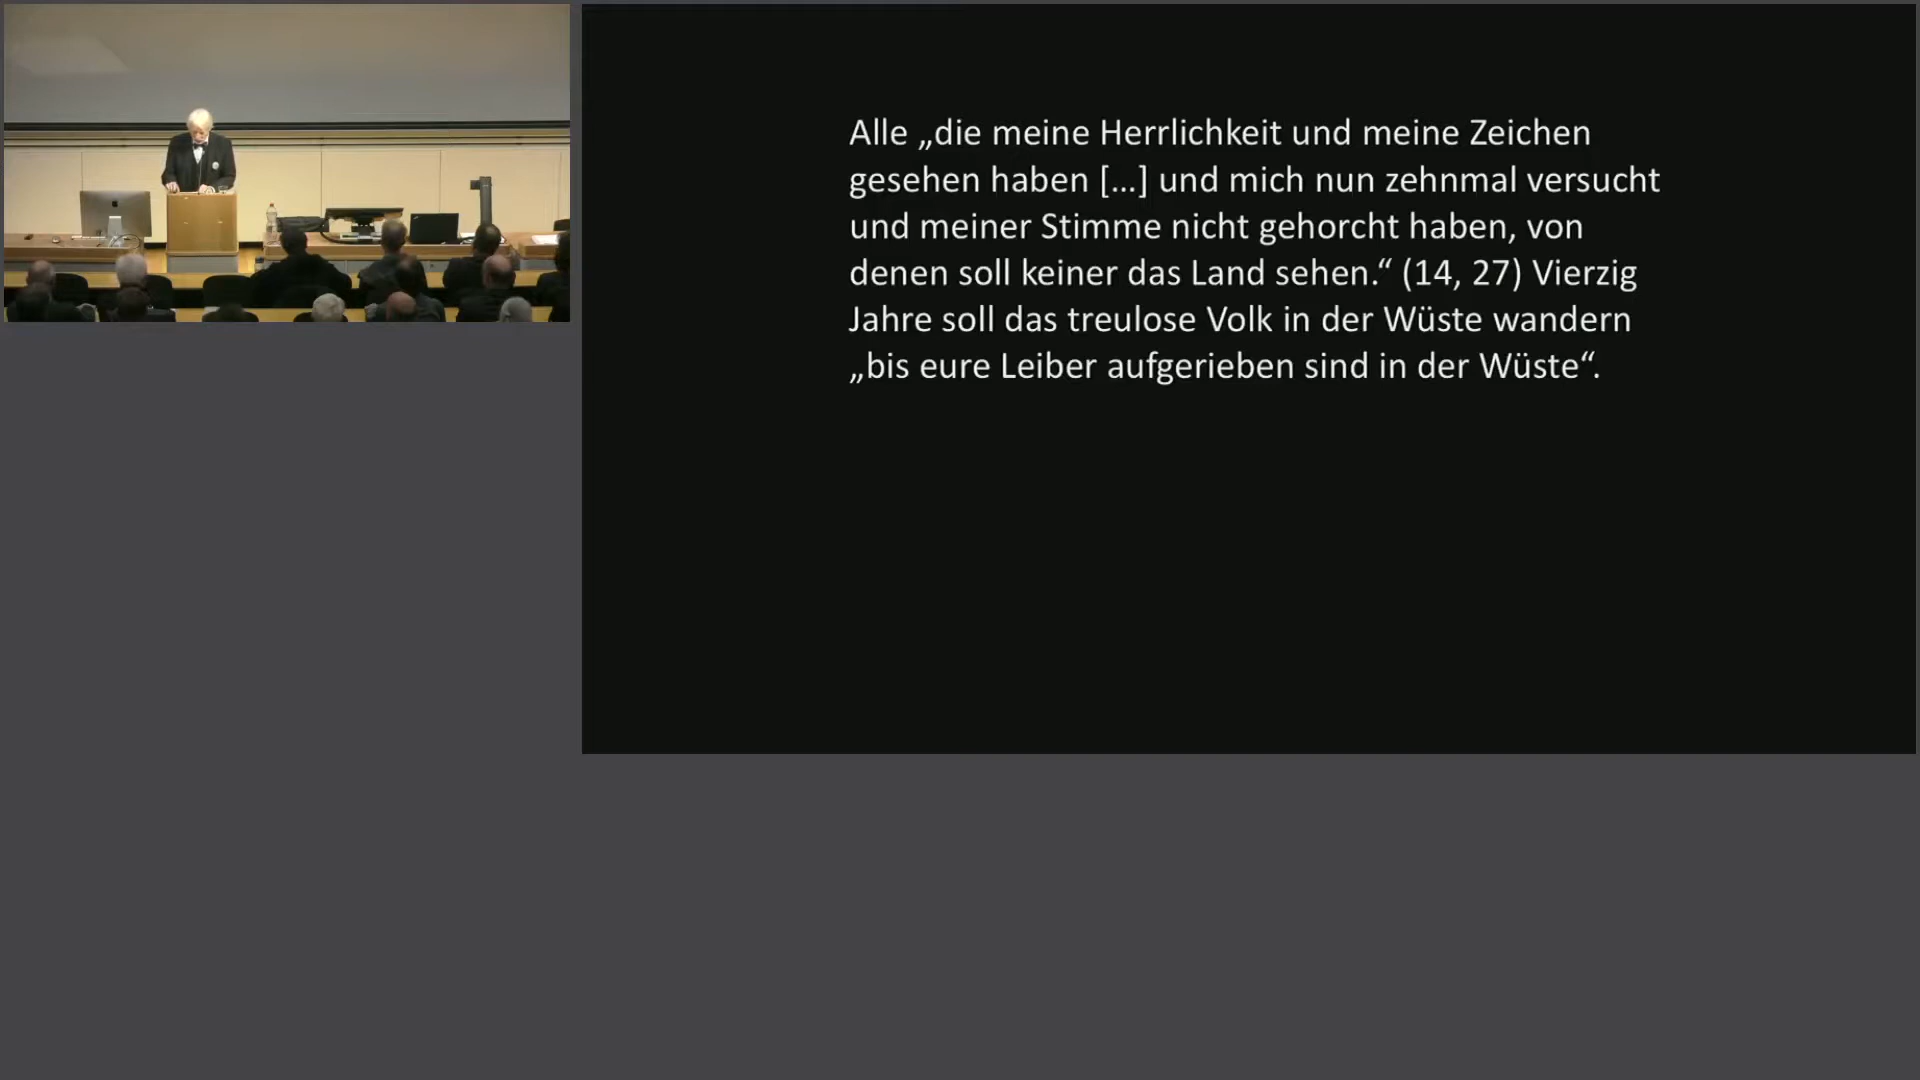 Alle „die meine Herrlichkeit und meine Zeichen
gesehen haben [...] und mich nun zehnmal versucht
und meiner Stimme nicht gehorcht haben, von
denen soll keiner das Land sehen.“ (14, 27) Vierzig
Jahre soll das treulose Volk in der Wüste wandern
„bis eure Leiber aufgerieben sind in der Wüste“.